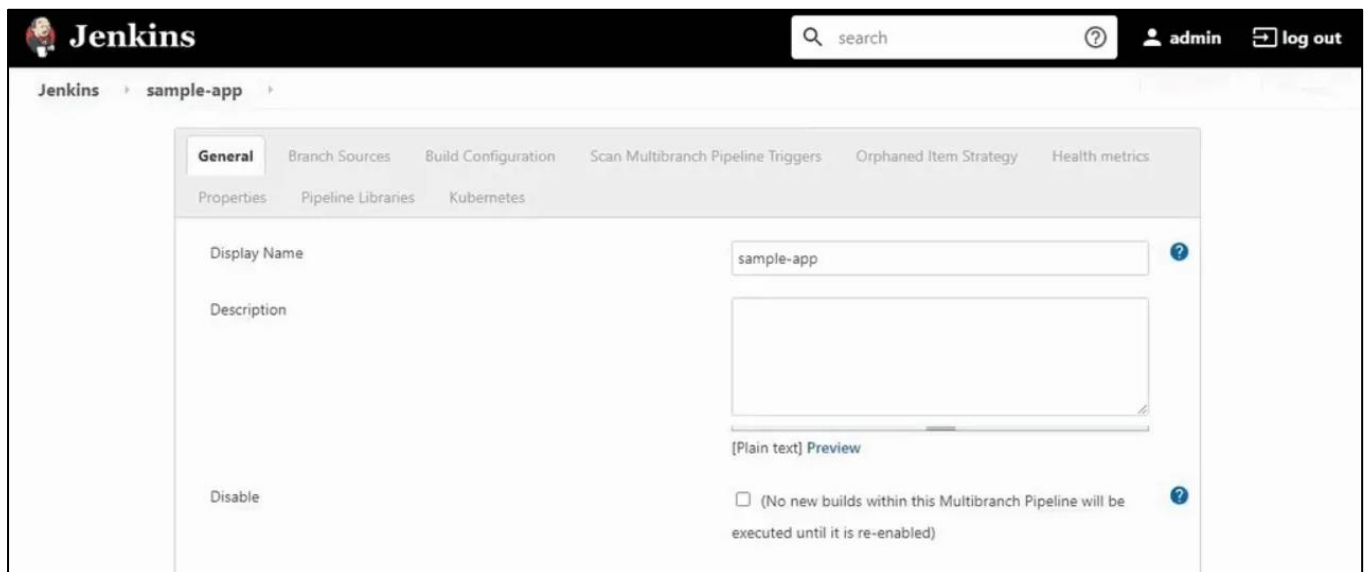 Jenkins
search
admin
log out
Jenkins sample-app
General Branch Sources Build Configuration Scan Multibranch Pipeline Triggers Orphaned Item Strategy Health metrics
Properties Pipeline Libraries Kubernetes
Display Name
sample-app
Description
[Plain text] Preview
Disable
(No new builds within this Multibranch Pipeline will be
executed until it is re-enabled)